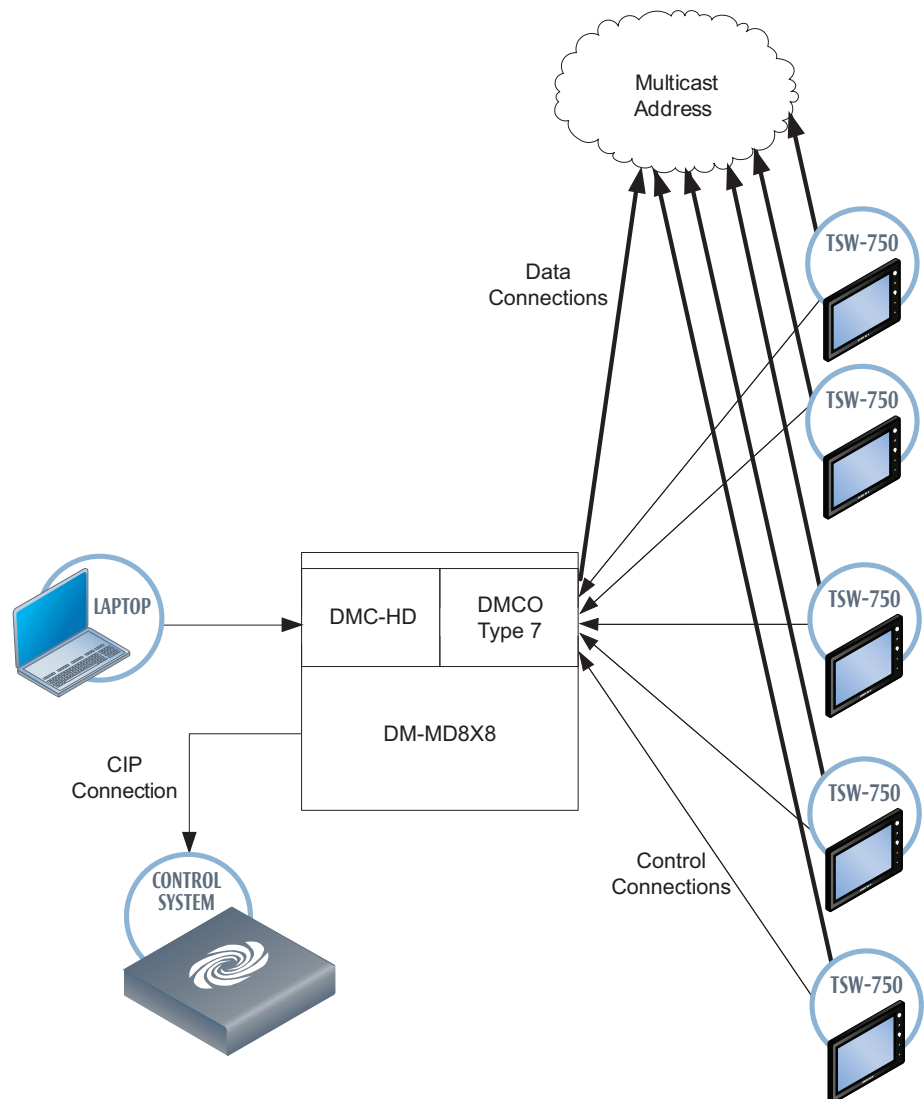 Multicast
Address
TSW-750
Data
Connections
TSW-750
DMC-HD
DMCO
Type 7
TSW-750
LAPTOP
DM-MD8X8
CIP
Connection
TSW-750
Control
Connections
CONTROL
SYSTEM
TSW-750